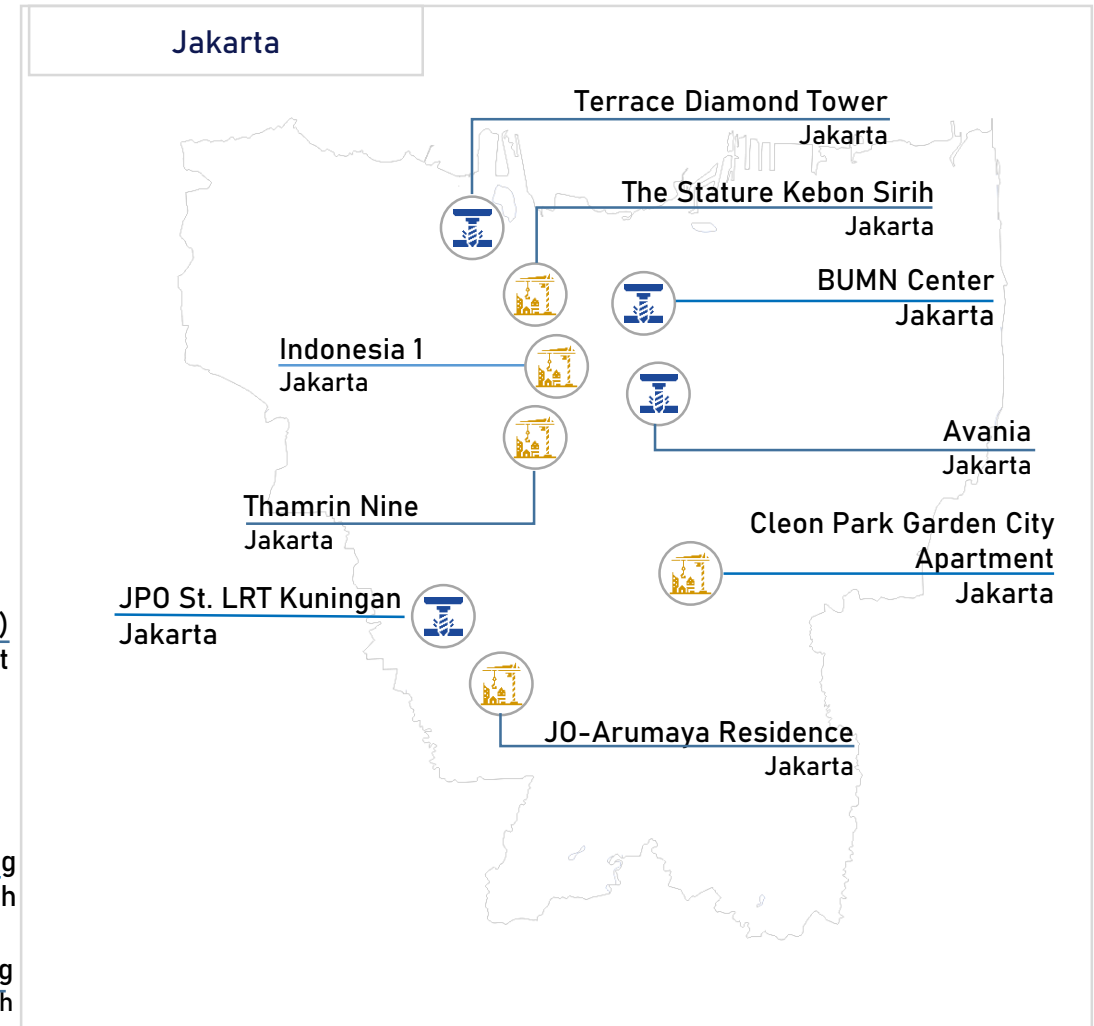 Jakarta
Terrace Diamond Tower
Jakarta
The Stature Kebon Sirih
Jakarta
BUMN Center
Jakarta
Indonesia 1
Jakarta
Avania
Jakarta
Thamrin Nine
Jakarta
Cleon Park Garden City
Apartment
Jakarta
JPO St. LRT Kuningan
Jakarta
)
t
JO-Arumaya Residence
Jakarta
g
h
g
h